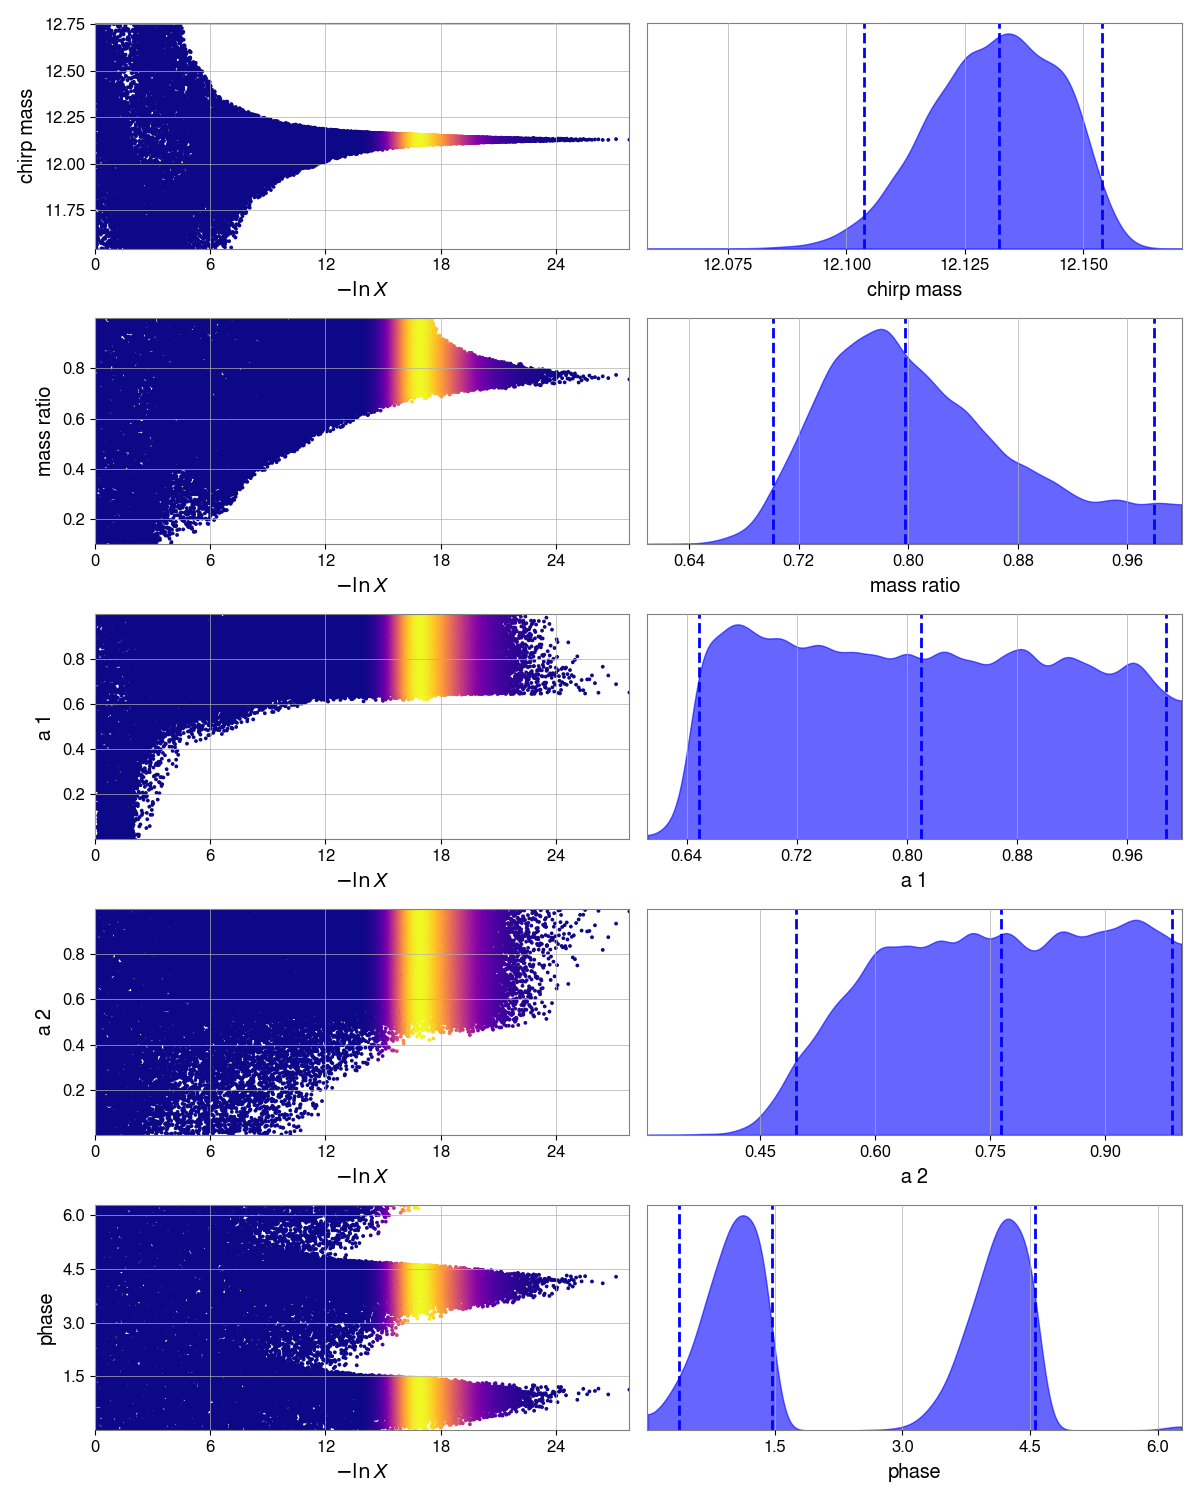 12.75
12.50
12.25
12.00
11.75
chirp mass
0 6 12 18 24
−ln X
12.075 12.100 12.125 12.150
chirp mass
0.8
0.6
0.4
0.2
mass ratio
0 6 12 18 24
−ln X
0.64 0.72 0.80 0.88 0.96
mass ratio
0.8
0.6
0.4
0.2
a 1
0 6 12 18 24
−ln X
0.64 0.72 0.80 0.88 0.96
a 1
0.8
0.6
0.4
0.2
a 2
0 6 12 18 24
−ln X
0.45 0.60 0.75 0.90
a 2
6.0
4.5
3.0
1.5
phase
0 6 12 18 24
−ln X
1.5 3.0 4.5 6.0
phase